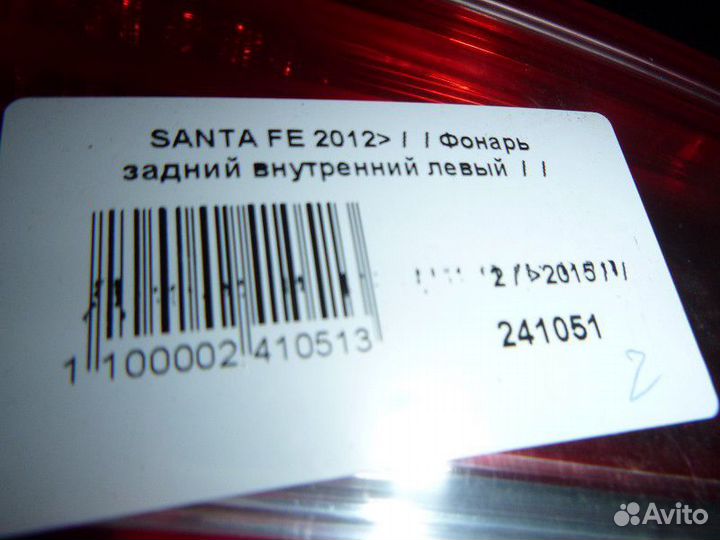 SANTA FE 2012> / / Фонарь
задний внутренний левый / /
241051
1 100002 410513
2
Avito